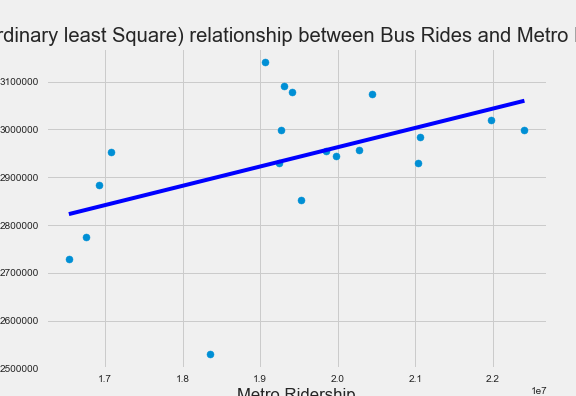 rdinary least Square) relationship between Bus Rides and Metro
3100000
3000000
2900000
2800000
2700000
2600000
2500000
1.7 1.8 1.9 2.0 2.1 2.2
1e7
Metro Ridership